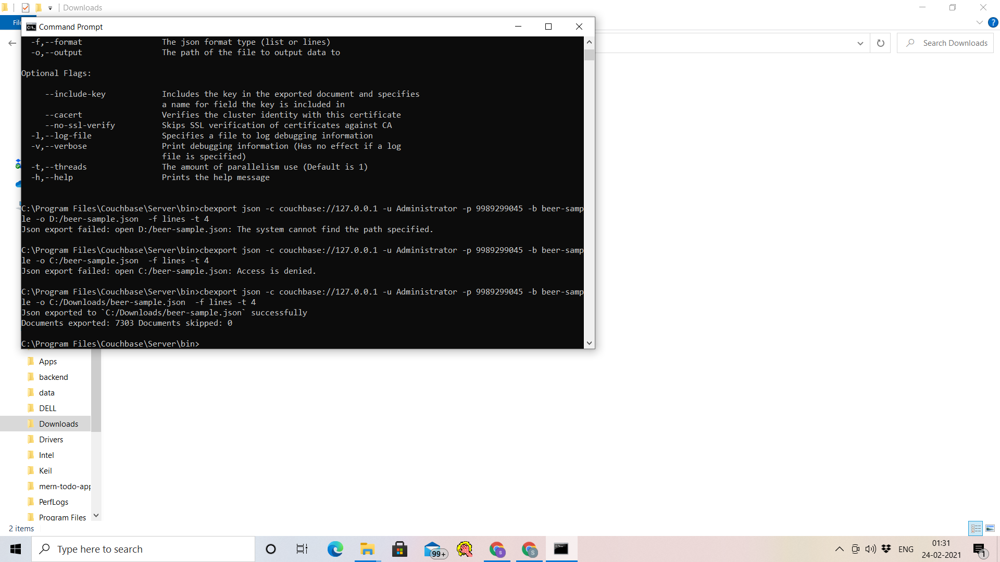 Downloads
File
Command Prompt
Search Downloads
-f,--format The json format type (list or lines)
-o,--output The path of the file to output data to
Optional Flags:
--include-key Includes the key in the exported document and specifies
a name for field the key is included in
--cacert Verifies the cluster identity with this certificate
--no-ssl-verify Skips SSL verification of certificates against CA
-l,--log-file Specifies a file to log debugging information
-v,--verbose Print debugging information (Has no effect if a log
file is specified)
-t,--threads The amount of parallelism use (Default is 1)
-h,--help Prints the help message
C:\Program Files\Couchbase\Server\bin>cbexport json -c couchbase://127.0.0.1 -u Administrator -p 9989299045 -b beer-samp
le -o D:/beer-sample.json  -f lines -t 4
Json export failed: open D:/beer-sample.json: The system cannot find the path specified.
C:\Program Files\Couchbase\Server\bin>cbexport json -c couchbase://127.0.0.1 -u Administrator -p 9989299045 -b beer-samp
le -o C:/beer-sample.json  -f lines -t 4
Json export failed: open C:/beer-sample.json: Access is denied.
C:\Program Files\Couchbase\Server\bin>cbexport json -c couchbase://127.0.0.1 -u Administrator -p 9989299045 -b beer-samp
le -o C:/Downloads/beer-sample.json  -f lines -t 4
Json exported to `C:/Downloads/beer-sample.json` successfully
Documents exported: 7303 Documents skipped: 0
C:\Program Files\Couchbase\Server\bin>
Apps
backend
data
DELL
Downloads
Drivers
Intel
Keil
mern-todo-app
PerfLogs
Program Files
2 items
Type here to search
99+
S
S
ENG
01:31
24-02-2021
1